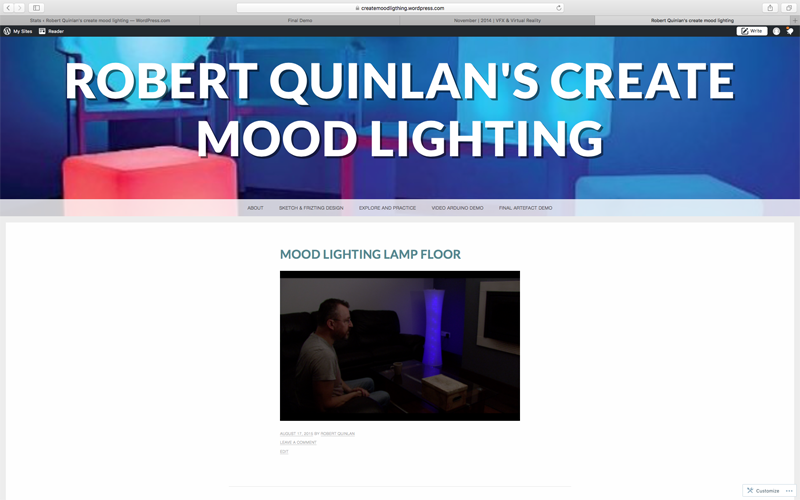 createmoodligthing.wordpress.com
Stats ‹ Robert Quinlan's create mood lighting — WordPress.com
Final Demo
November | 2014 | VFX & Virtual Reality
Robert Quinlan's create mood lighting
My Sites
Reader
Write
ROBERT QUINLAN'S CREATE
MOOD LIGHTING
ABOUT
SKETCH & FRIZTING DESIGN
EXPLORE AND PRACTICE
VIDEO ARDUINO DEMO
FINAL ARTEFACT DEMO
MOOD LIGHTING LAMP FLOOR
AUGUST 17, 2015 BY ROBERT QUINLAN
LEAVE A COMMENT
EDIT
Customize